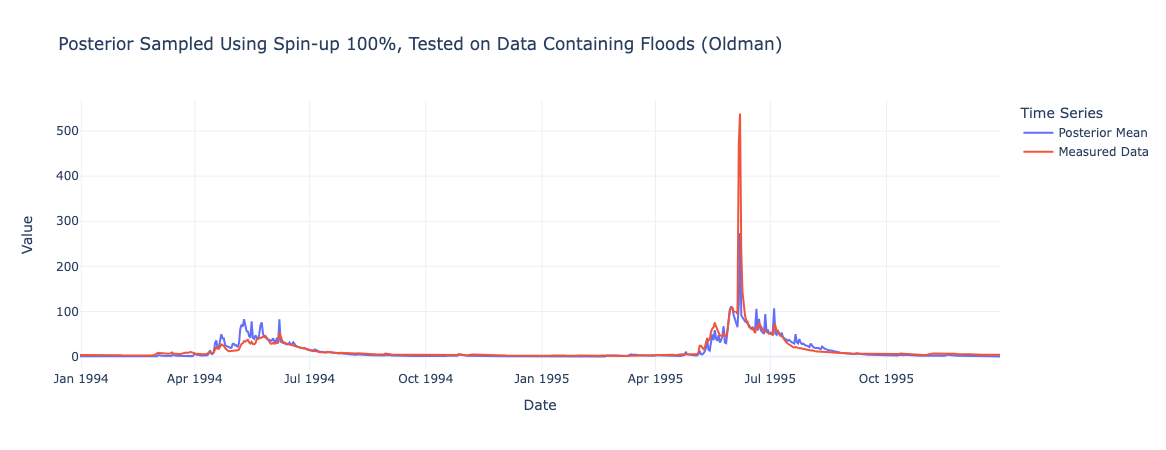 Posterior Sampled Using Spin-up 100%, Tested on Data Containing Floods (Oldman)
Time Series
Posterior Mean
Measured Data
Value
500
400
300
200
100
0
Jan 1994
Apr 1994
Jul 1994
Oct 1994
Jan 1995
Apr 1995
Jul 1995
Oct 1995
Date